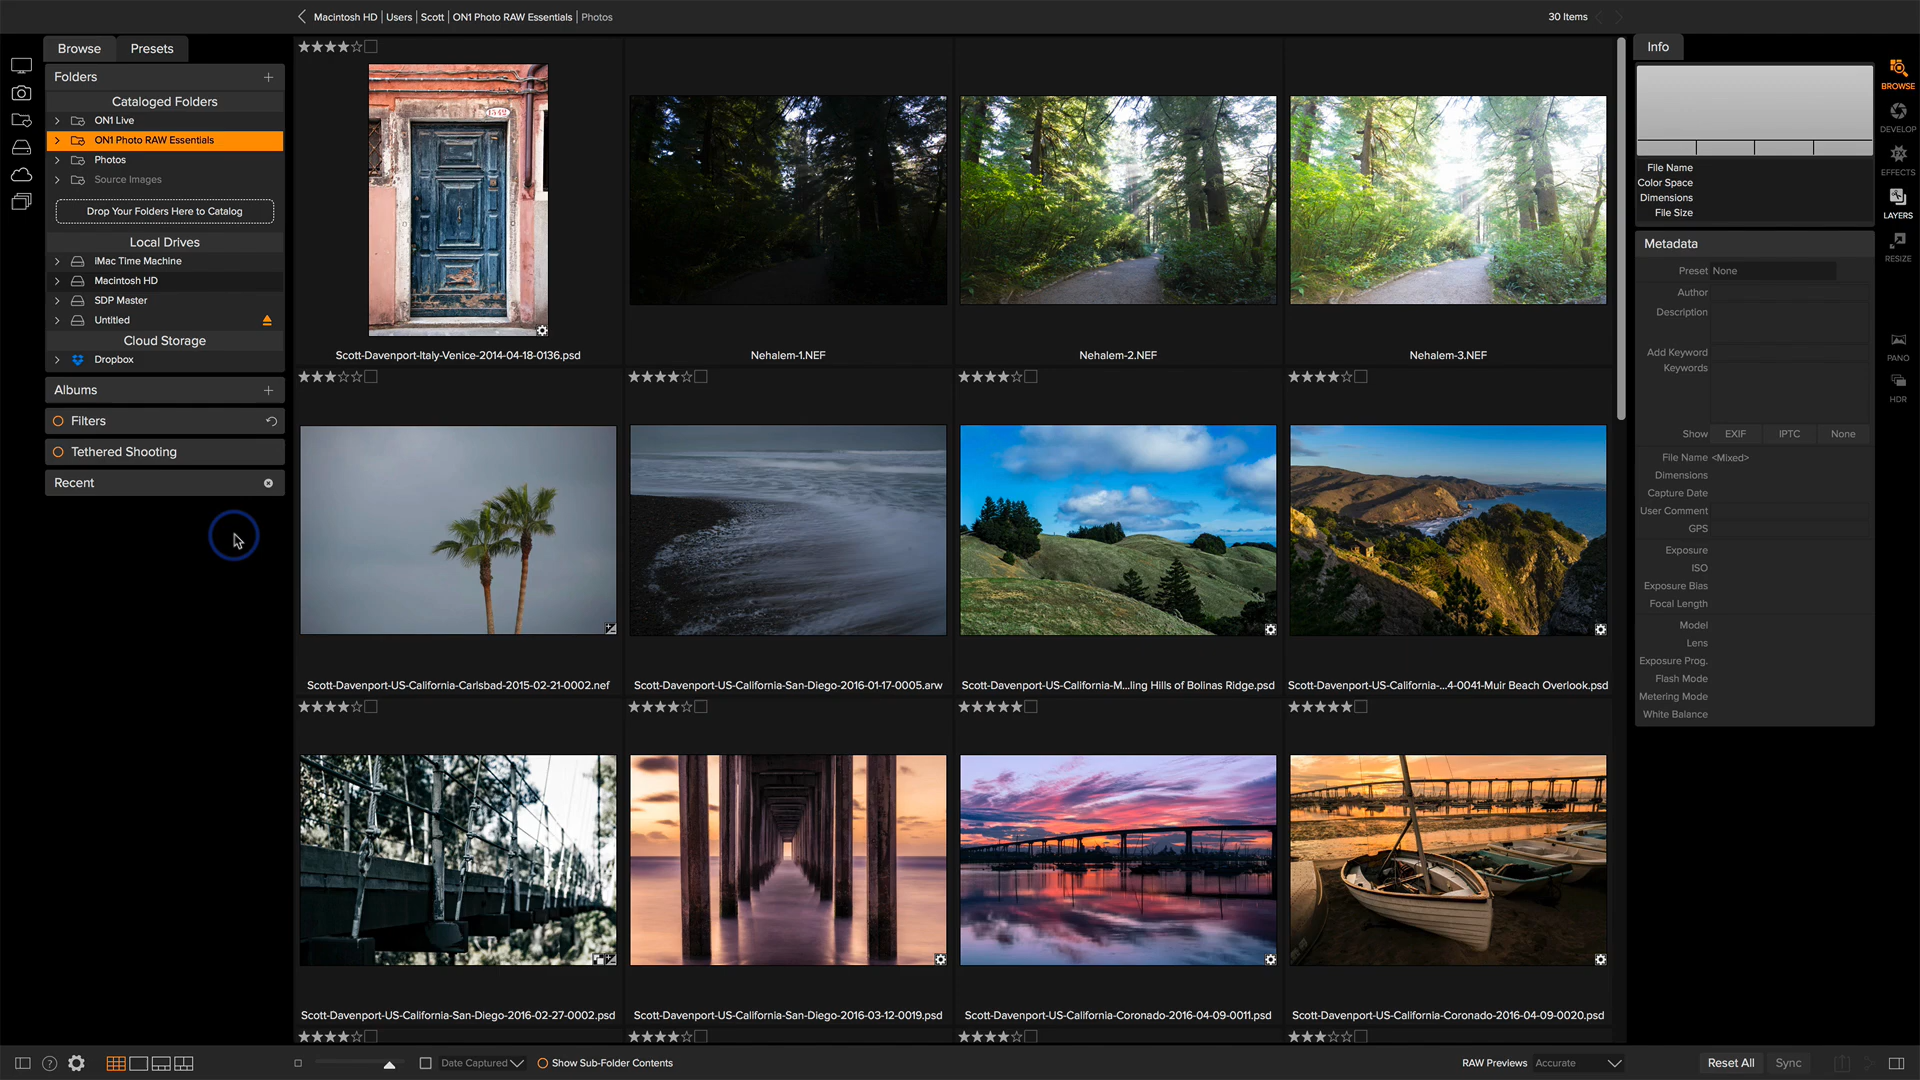 Macintosh HD | Users | Scott | ON1 Photo RAW Essentials | Photos
30 Items
Browse
Presets
Folders
Cataloged Folders
ON1 Live
ON1 Photo RAW Essentials
Photos
Source Images
Drop Your Folders Here to Catalog
Local Drives
iMac Time Machine
Macintosh HD
SDP Master
Untitled
Cloud Storage
Dropbox
Albums
Filters
Tethered Shooting
Recent
Scott-Davenport-Italy-Venice-2014-04-18-0136.psd
Nehalem-1.NEF
Nehalem-2.NEF
Nehalem-3.NEF
Scott-Davenport-US-California-Carlsbad-2015-02-21-0002.nef
Scott-Davenport-US-California-San-Diego-2016-01-17-0005.arw
Scott-Davenport-US-California-M...ling Hills of Bolinas Ridge.psd
Scott-Davenport-US-California-...4-0041-Muir Beach Overlook.psd
Scott-Davenport-US-California-San-Diego-2016-02-27-0002.psd
Scott-Davenport-US-California-San-Diego-2016-03-12-0019.psd
Scott-Davenport-US-California-Coronado-2016-04-09-0011.psd
Scott-Davenport-US-California-Coronado-2016-04-09-0020.psd
Info
File Name
Color Space
Dimensions
File Size
Metadata
Preset None
Author
Description
Add Keyword
Keywords
Show EXIF IPTC None
File Name <Mixed>
Dimensions
Capture Date
User Comment
GPS
Exposure
ISO
Exposure Bias
Focal Length
Model
Lens
Exposure Prog.
Flash Mode
Metering Mode
White Balance
BROWSE
DEVELOP
EFFECTS
LAYERS
RESIZE
PANO
HDR
Date Captured
Show Sub-Folder Contents
RAW Previews Accurate
Reset All
Sync